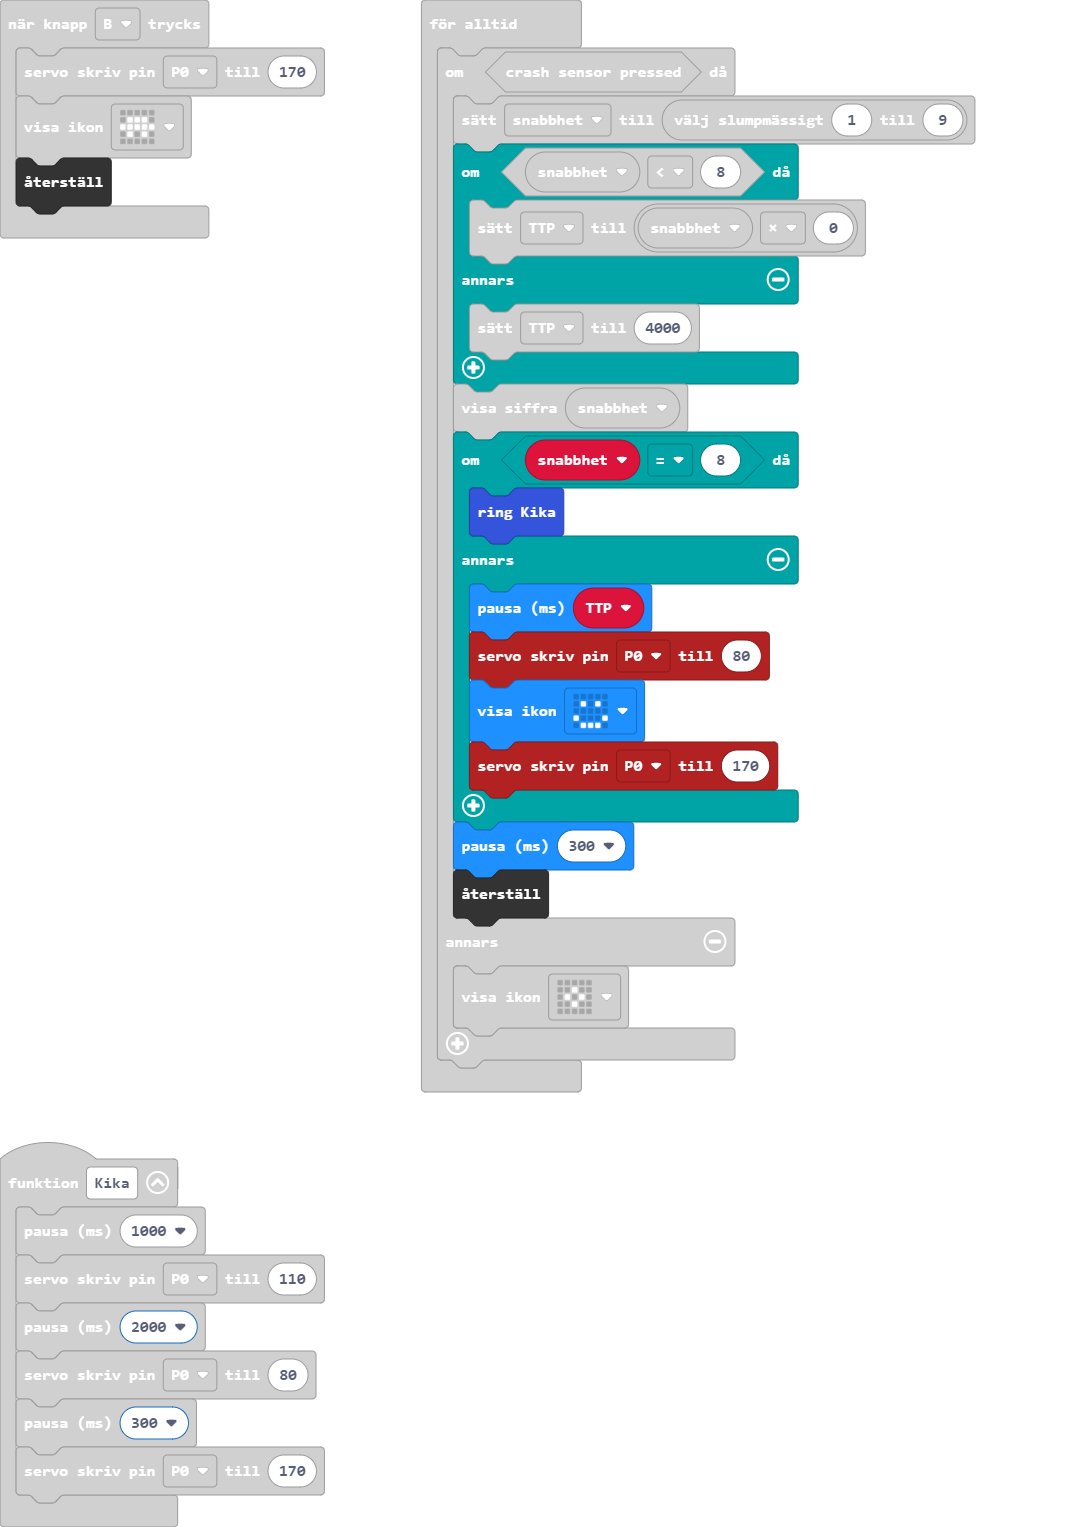 när knapp B trycks
servo skriv pin P0 till 170
visa ikon
återställ
för alltid
om crash sensor pressed då
sätt snabbhet till välj slumpmässigt 1 till 9
om snabbhet < 8 då
sätt TTP till snabbhet × 0
annars
sätt TTP till 4000
visa siffra snabbhet
om snabbhet = 8 då
ring Kika
annars
pausa (ms) TTP
servo skriv pin P0 till 80
visa ikon
servo skriv pin P0 till 170
pausa (ms) 300
återställ
annars
visa ikon
funktion Kika
pausa (ms) 1000
servo skriv pin P0 till 110
pausa (ms) 2000
servo skriv pin P0 till 80
pausa (ms) 300
servo skriv pin P0 till 170